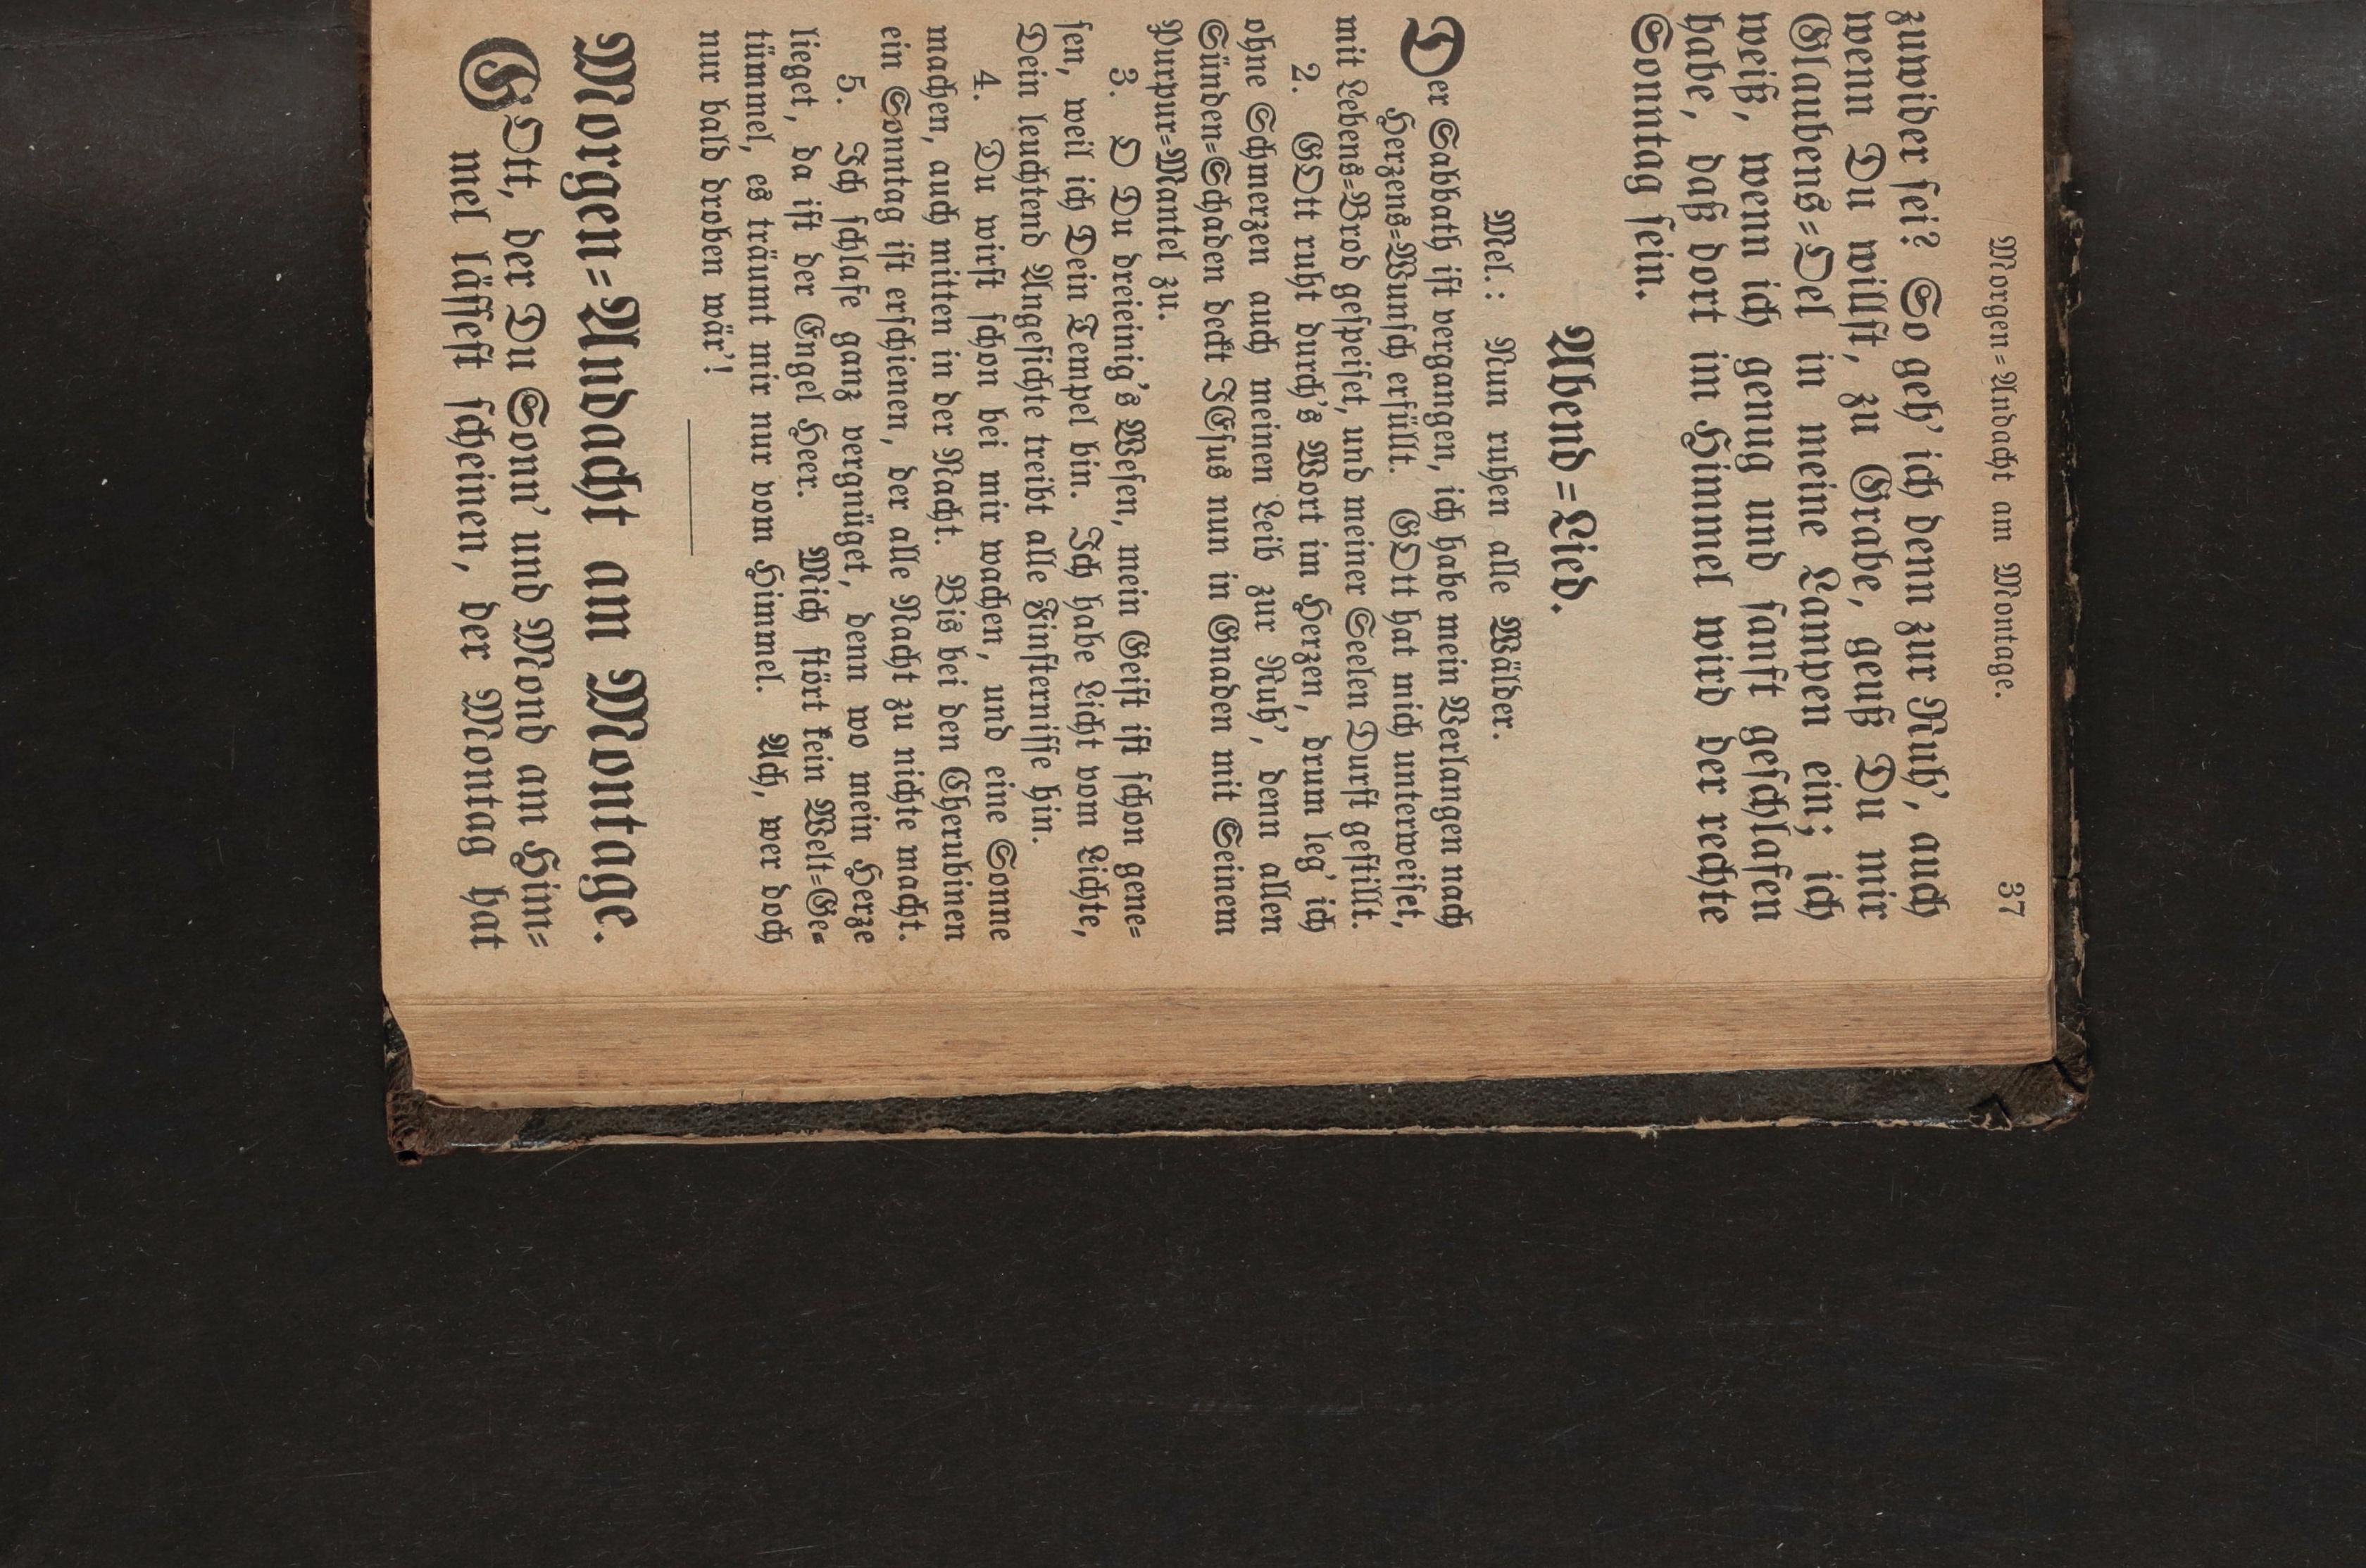 Morgen=Andacht am Montage. 37
zuwider sei? So geh' ich denn zur Ruh', auch
wenn Du willst, zu Grabe, geuß Du mir
Glaubens=Oel in meine Lampen ein; ich
weiß, wenn ich genug und sanft geschlafen
habe, daß dort im Himmel wird der rechte
Sonntag sein.
Abend=Lied.
Mel.: Nun ruhen alle Wälder.
Der Sabbath ist vergangen, ich habe mein Verlangen nach
Herzens=Wunsch erfüllt. GOtt hat mich unterweiset,
mit Lebens=Brod gespeiset, und meiner Seelen Durst gestillt.
2. GOtt ruht durch's Wort im Herzen, drum leg' ich
ohne Schmerzen auch meinen Leib zur Ruh', denn allen
Sünden=Schaden deckt JEsus nun in Gnaden mit Seinem
Purpur=Mantel zu.
3. O Du dreieinig's Wesen, mein Geist ist schon gene=
sen, weil ich Dein Tempel bin. Ich habe Licht vom Lichte,
Dein leuchtend Angesichte treibt alle Finsternisse hin.
4. Du wirst schon bei mir wachen, und eine Sonne
machen, auch mitten in der Nacht. Bis bei den Cherubinen
ein Sonntag ist erschienen, der alle Nacht zu nichte macht.
5. Ich schlafe ganz vergnüget, denn wo mein Herze
lieget, da ist der Engel Heer. Mich stört kein Welt=Ge=
tümmel, es träumt mir nur vom Himmel. Ach, wer doch
nur bald droben wär'!
Morgen=Andacht am Montage.
GOtt, der Du Sonn' und Mond am Him=
mel lässest scheinen, der Montag hat